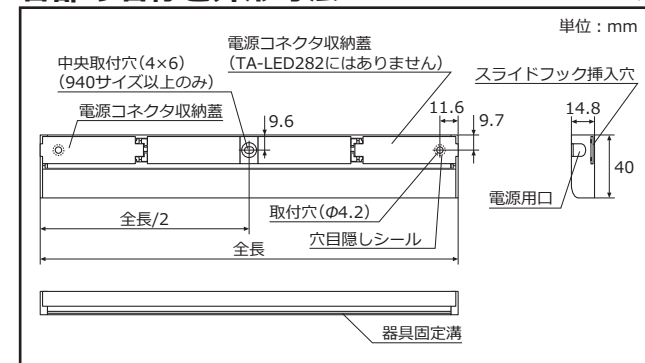 単位：mm
電源コネクタ収納蓋
(TA-LED282にはありません)
中央取付穴(4×6)
(940サイズ以上のみ)
スライドフック挿入穴
電源コネクタ収納蓋
9.6
11.6
9.7
14.8
40
電源用口
取付穴(Φ4.2)
全長/2
穴目隠しシール
全長
器具固定溝